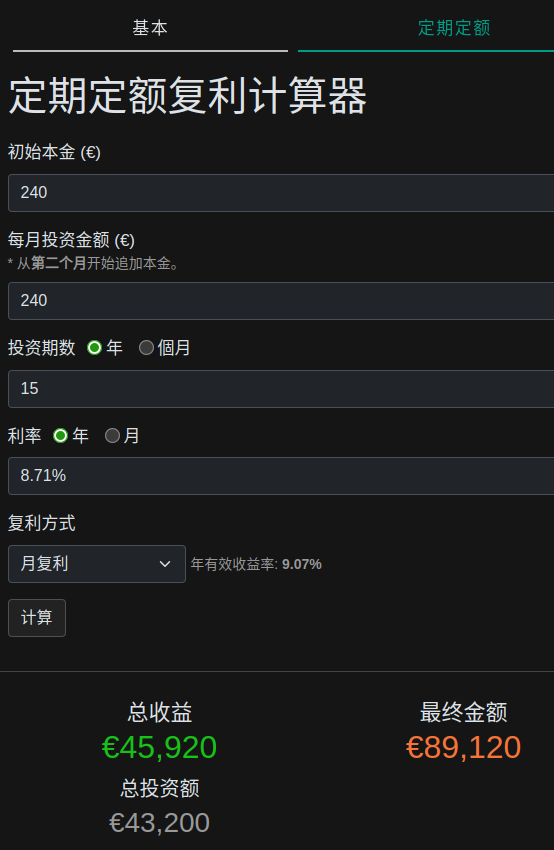 基本 定期定额
定期定额复利计算器
初始本金 (€)
240
每月投资金额 (€)
* 从第二个月开始追加本金。
240
投资期数 年 個月
15
利率 年 月
8.71%
复利方式
月复利 年有效收益率: 9.07%
计算
总收益 最终金额
€45,920 €89,120
总投资额
€43,200